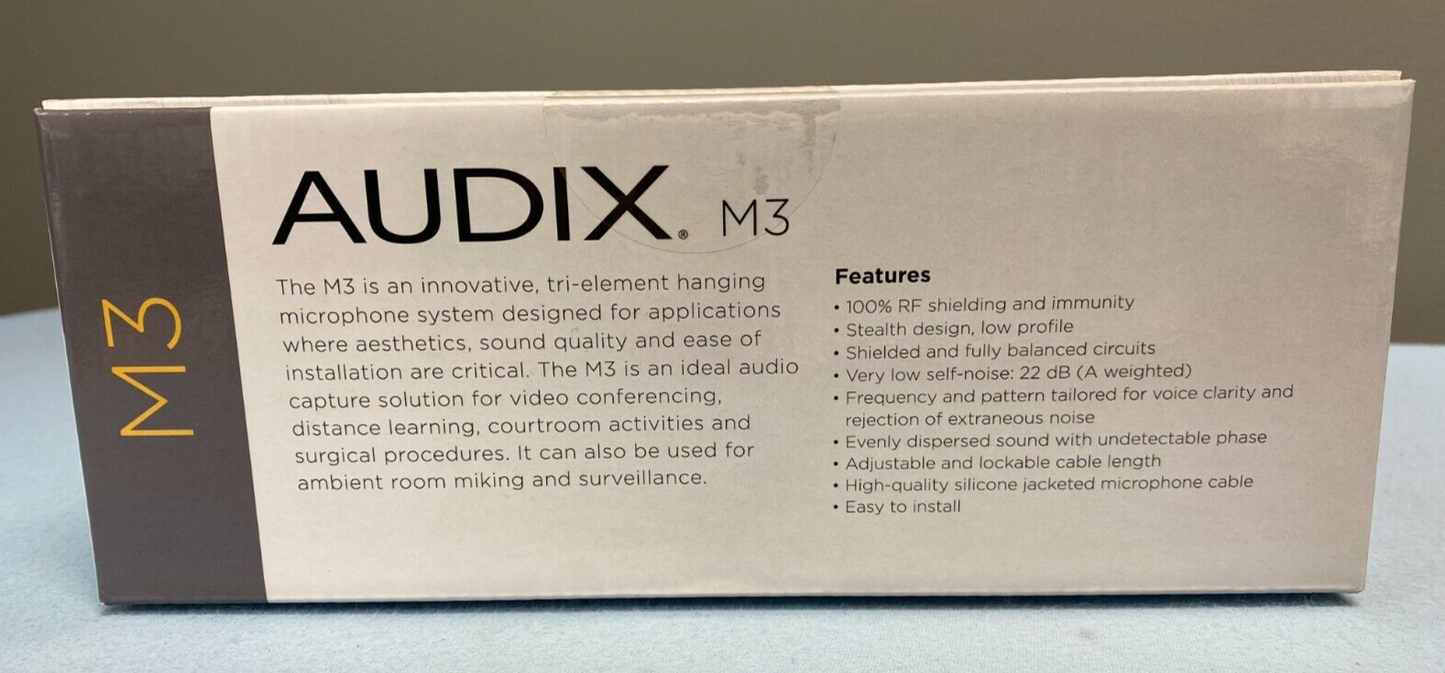 M3
AUDIX® M3
The M3 is an innovative, tri-element hanging
microphone system designed for applications
where aesthetics, sound quality and ease of
installation are critical. The M3 is an ideal audio
capture solution for video conferencing,
distance learning, courtroom activities and
surgical procedures. It can also be used for
ambient room miking and surveillance.
Features
• 100% RF shielding and immunity
• Stealth design, low profile
• Shielded and fully balanced circuits
• Very low self-noise: 22 dB (A weighted)
• Frequency and pattern tailored for voice clarity and
rejection of extraneous noise
• Evenly dispersed sound with undetectable phase
• Adjustable and lockable cable length
• High-quality silicone jacketed microphone cable
• Easy to install